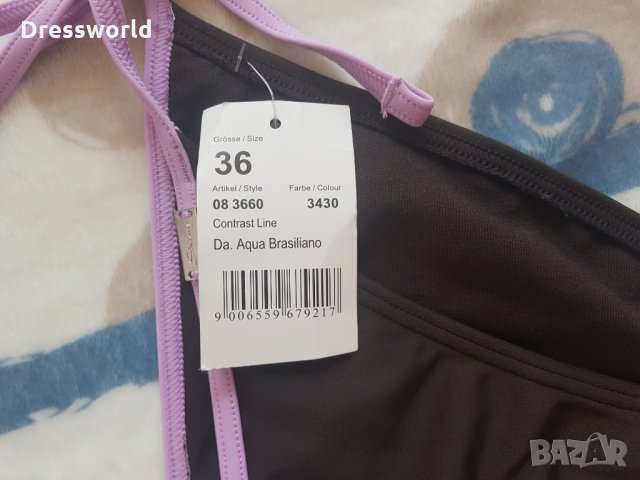 Dressworld
Grösse / Size
36
Artikel / Style Farbe / Colour
08 3660 3430
Contrast Line
Da. Aqua Brasiliano
9 006559 679217
BAZAR